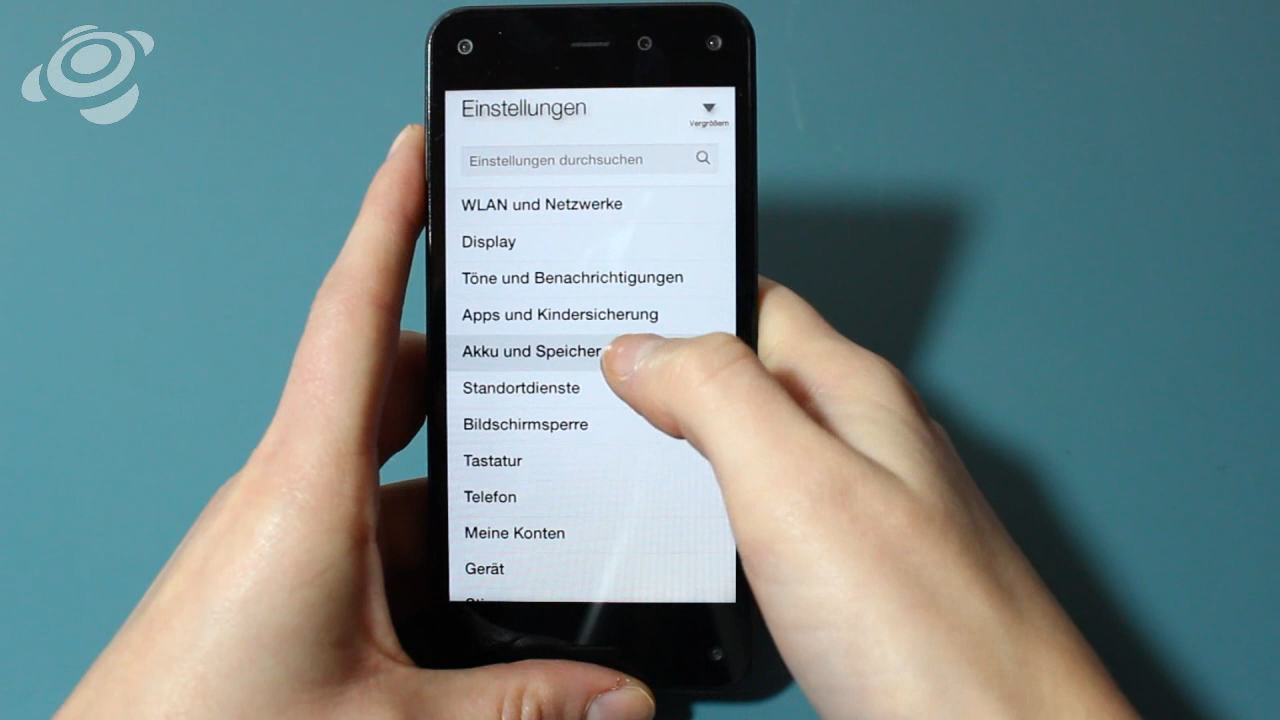 Einstellungen
Vergrößern
Einstellungen durchsuchen
WLAN und Netzwerke
Display
Töne und Benachrichtigungen
Apps und Kindersicherung
Akku und Speicher
Standortdienste
Bildschirmsperre
Tastatur
Telefon
Meine Konten
Gerät